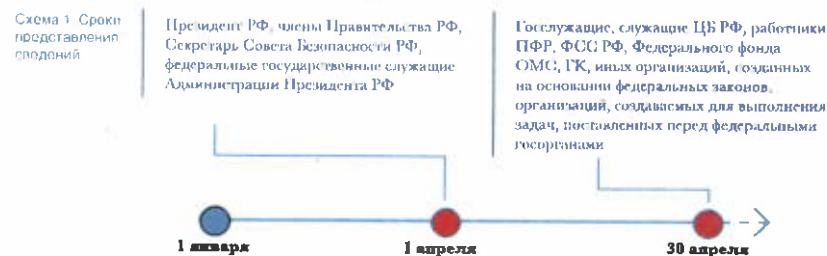 Схема 1. Сроки
представления
сведений
Президент РФ, члены Правительства РФ,
Секретарь Совета Безопасности РФ,
федеральные государственные служащие
Администрации Президента РФ
Госслужащие, служащие ЦБ РФ, работники
ПФР, ФСС РФ, Федерального фонда
ОМС, ГК, иных организаций, созданных
на основании федеральных законов,
организаций, создаваемых для выполнения
задач, поставленных перед федеральными
госорганами
1 января
1 апреля
30 апреля